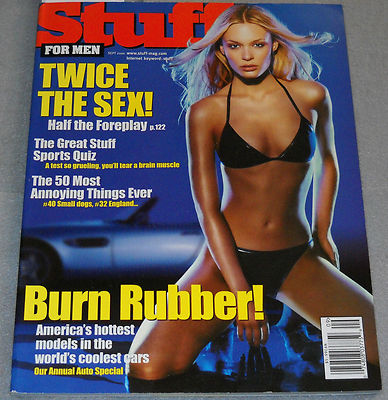 Stuff
FOR MEN
www.stuff-mag.com
Internet keyword: stuff
TWICE
THE SEX!
Half the Foreplay p.122
The Great Stuff
Sports Quiz
A test so grueling, you'll tear a brain muscle
The 50 Most
Annoying Things Ever
#40 Small dogs, #32 England...
Burn Rubber!
America's hottest
models in the
world's coolest cars
Our Annual Auto Special